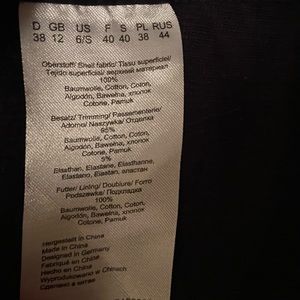 D GB US F S PL RUS
38 12 6/S 40 40 38 44
Oberstoff/ Shell fabric/ Tissu superficiel/
Tejido superficial/ верхний материал
100%
Baumwolle, Cotton, Coton,
Algodón, Bawełna, хлопок
Cotone, Pamuk
Besatz/ Trimming/ Passementerie/
Adorno/ Naszywka/ Отделка
95%
Baumwolle, Cotton, Coton,
Algodón, Bawełna, хлопок
Cotone, Pamuk
5%
Elasthan, Elastane, Elasthanne,
Elastano, Elastan, эластан
Futter/ Lining/ Doublure/ Forro
Podszewka/ Подкладка
100%
Baumwolle, Cotton, Coton,
Algodón, Bawełna, хлопок
Cotone, Pamuk
Hergestellt in China
Made in China
Designed in Germany
Fabriqué en Chine
Hecho en China
Wyprodukowano w Chinach
Сделано в китае